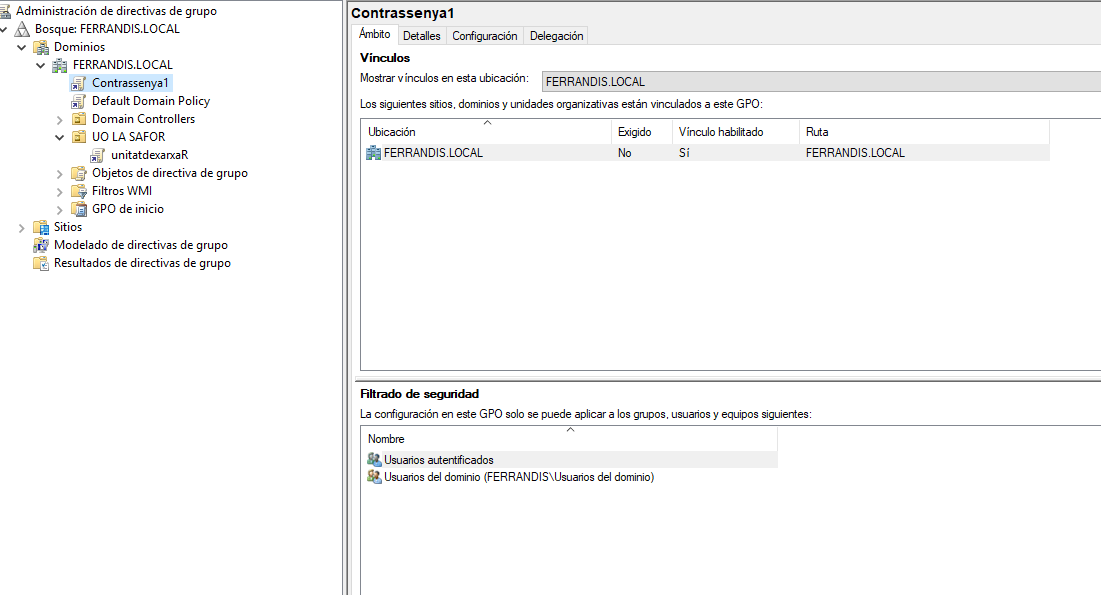 Administración de directivas de grupo
Bosque: FERRANDIS.LOCAL
Dominios
FERRANDIS.LOCAL
Contrassenya1
Default Domain Policy
Domain Controllers
UO LA SAFOR
unitatdexarxaR
Objetos de directiva de grupo
Filtros WMI
GPO de inicio
Sitios
Modelado de directivas de grupo
Resultados de directivas de grupo
Contrassenya1
Ámbito Detalles Configuración Delegación
Vínculos
Mostrar vínculos en esta ubicación: FERRANDIS.LOCAL
Los siguientes sitios, dominios y unidades organizativas están vinculados a este GPO:
Ubicación Exigido Vínculo habilitado Ruta
FERRANDIS.LOCAL No Sí FERRANDIS.LOCAL
Filtrado de seguridad
La configuración en este GPO solo se puede aplicar a los grupos, usuarios y equipos siguientes:
Nombre
Usuarios autentificados
Usuarios del dominio (FERRANDIS\Usuarios del dominio)